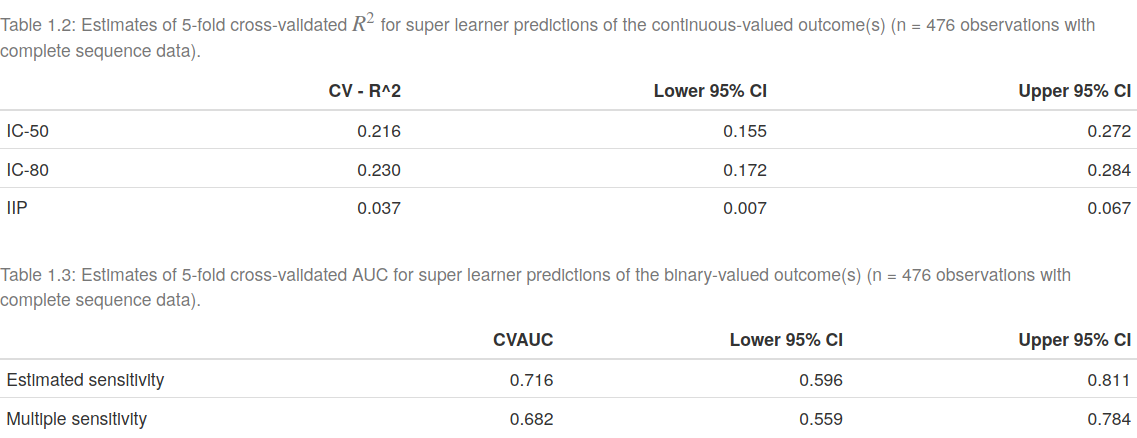 Table 1.2: Estimates of 5-fold cross-validated R² for super learner predictions of the continuous-valued outcome(s) (n = 476 observations with
complete sequence data).
CV - R^2 Lower 95% CI Upper 95% CI
IC-50 0.216 0.155 0.272
IC-80 0.230 0.172 0.284
IIP 0.037 0.007 0.067
Table 1.3: Estimates of 5-fold cross-validated AUC for super learner predictions of the binary-valued outcome(s) (n = 476 observations with
complete sequence data).
CVAUC Lower 95% CI Upper 95% CI
Estimated sensitivity 0.716 0.596 0.811
Multiple sensitivity 0.682 0.559 0.784